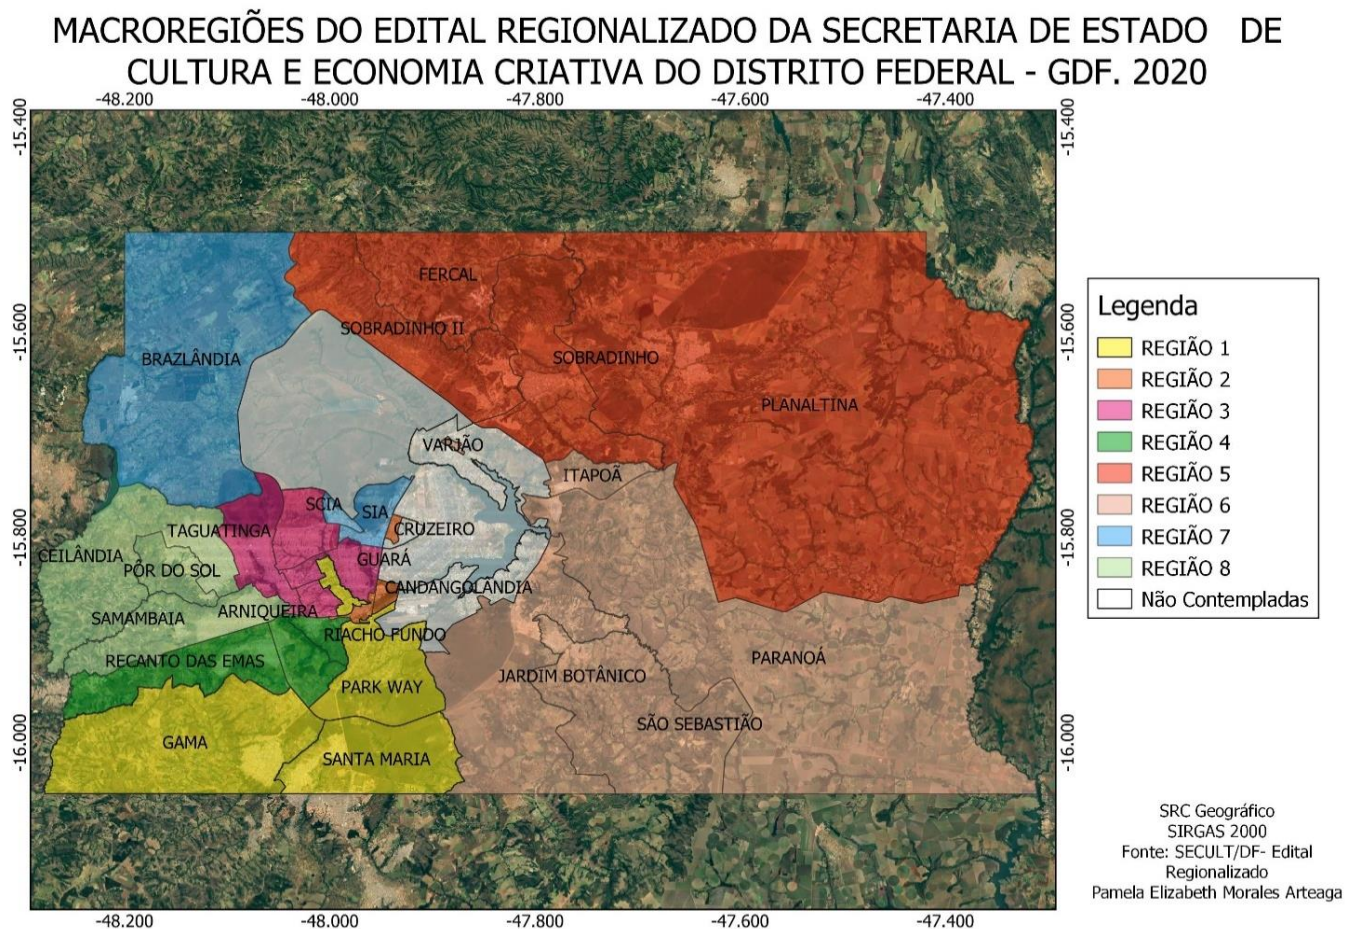 MACROREGIÕES DO EDITAL REGIONALIZADO DA SECRETARIA DE ESTADO DE
CULTURA E ECONOMIA CRIATIVA DO DISTRITO FEDERAL - GDF. 2020
-48.200 -48.000 -47.800 -47.600 -47.400
-15.400
-15.400
FERCAL
SOBRADINHO II
BRAZLÂNDIA
SOBRADINHO
PLANALTINA
-15.600
-15.600
VARJÃO
ITAPOÃ
SCIA
SIA
TAGUATINGA
CRUZEIRO
-15.800
-15.800
CEILÂNDIA
GUARÁ
PÔR DO SOL
CANDANGOLÂNDIA
SAMAMBAIA
ARNIQUEIRA
RIACHO FUNDO
RECANTO DAS EMAS
PARANOÁ
JARDIM BOTÂNICO
PARK WAY
SÃO SEBASTIÃO
GAMA
SANTA MARIA
-16.000
-16.000
-48.200 -48.000 -47.800 -47.600 -47.400
Legenda
REGIÃO 1
REGIÃO 2
REGIÃO 3
REGIÃO 4
REGIÃO 5
REGIÃO 6
REGIÃO 7
REGIÃO 8
Não Contempladas
SRC Geográfico
SIRGAS 2000
Fonte: SECULT/DF- Edital
Regionalizado
Pamela Elizabeth Morales Arteaga